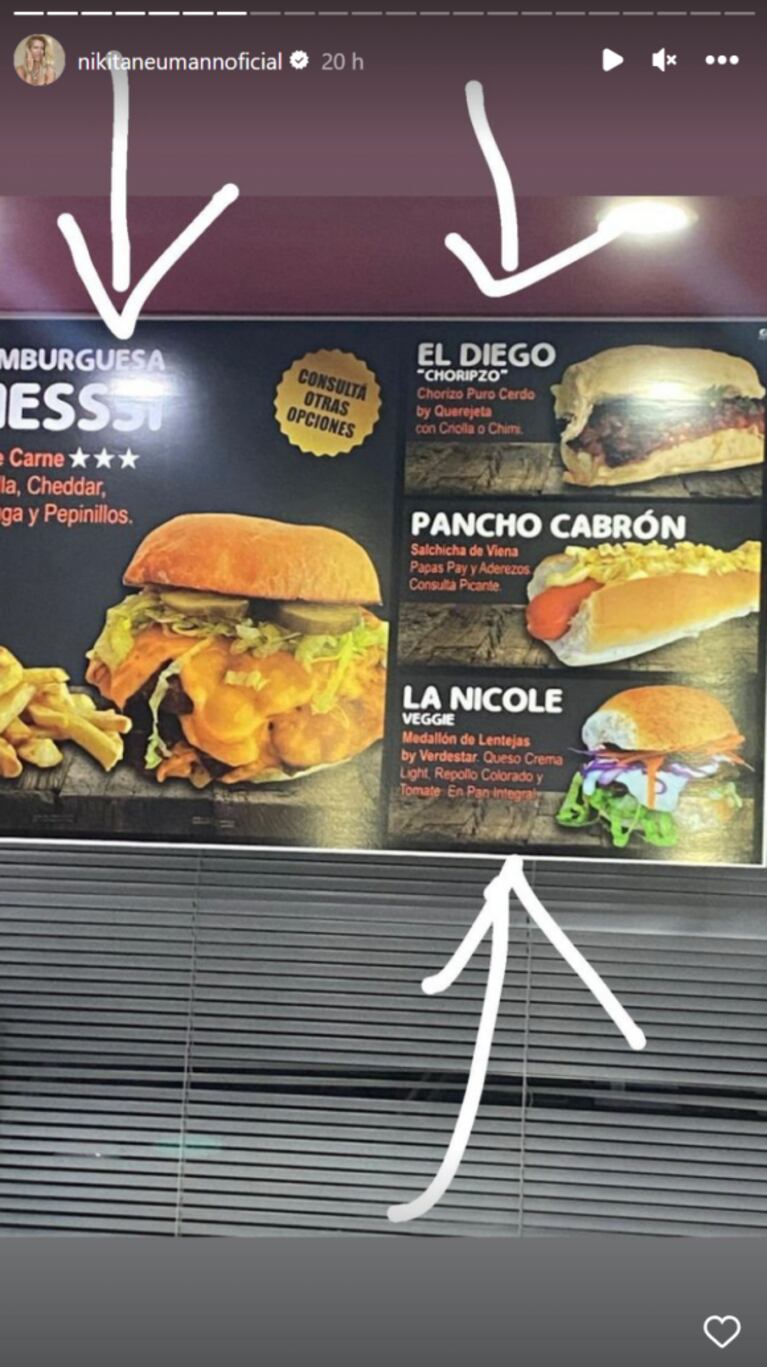 nikitaneumannoficial 20 h
MBURGUESA
ESSSI
e Carne
lla, Cheddar,
ga y Pepinillos.
CONSULTÁ
OTRAS
OPCIONES
EL DIEGO
"CHORIPZO"
Chorizo Puro Cerdo
by Querejeta
con Criolla o Chimi.
PANCHO CABRÓN
Salchicha de Viena
Papas Pay y Aderezos
Consulta Picante.
LA NICOLE
VEGGIE
Medallón de Lentejas
by Verdestar. Queso Crema
Light, Repollo Colorado y
Tomate. En Pan Integral.